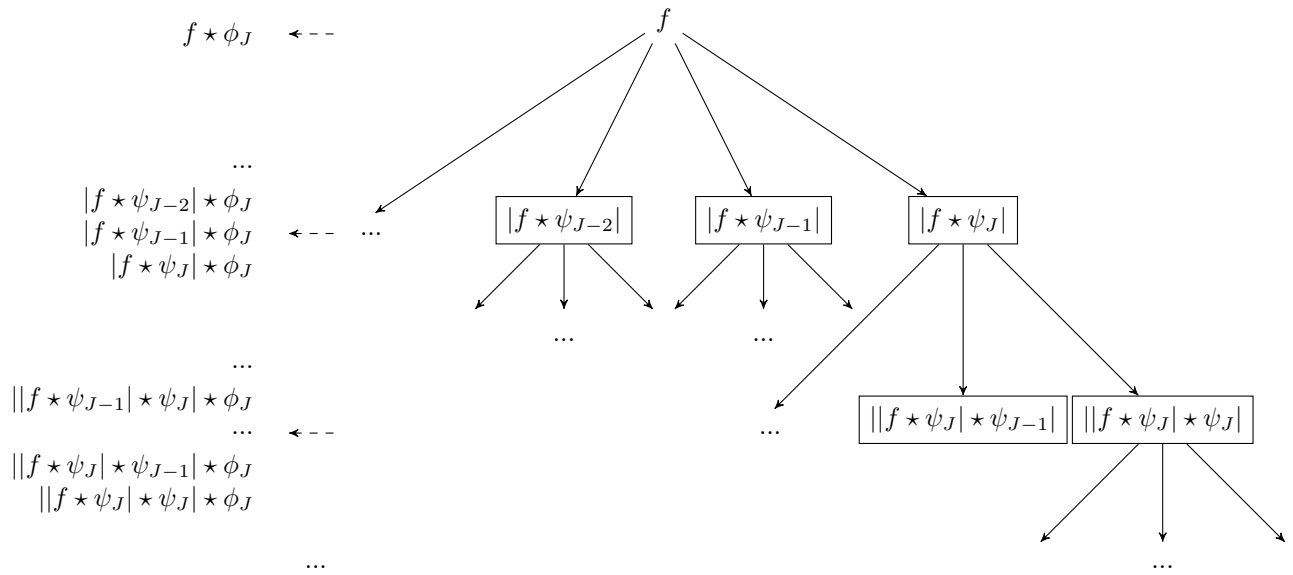 f ⋆ φ_J
f
...
|f ⋆ ψ_{J−2}| ⋆ φ_J
|f ⋆ ψ_{J−1}| ⋆ φ_J
|f ⋆ ψ_J| ⋆ φ_J
...
|f ⋆ ψ_{J−2}|
|f ⋆ ψ_{J−1}|
|f ⋆ ψ_J|
...
...
...
||f ⋆ ψ_{J−1}| ⋆ ψ_J| ⋆ φ_J
...
||f ⋆ ψ_J| ⋆ ψ_{J−1}| ⋆ φ_J
||f ⋆ ψ_J| ⋆ ψ_J| ⋆ φ_J
...
||f ⋆ ψ_J| ⋆ ψ_{J−1}|
||f ⋆ ψ_J| ⋆ ψ_J|
...
...